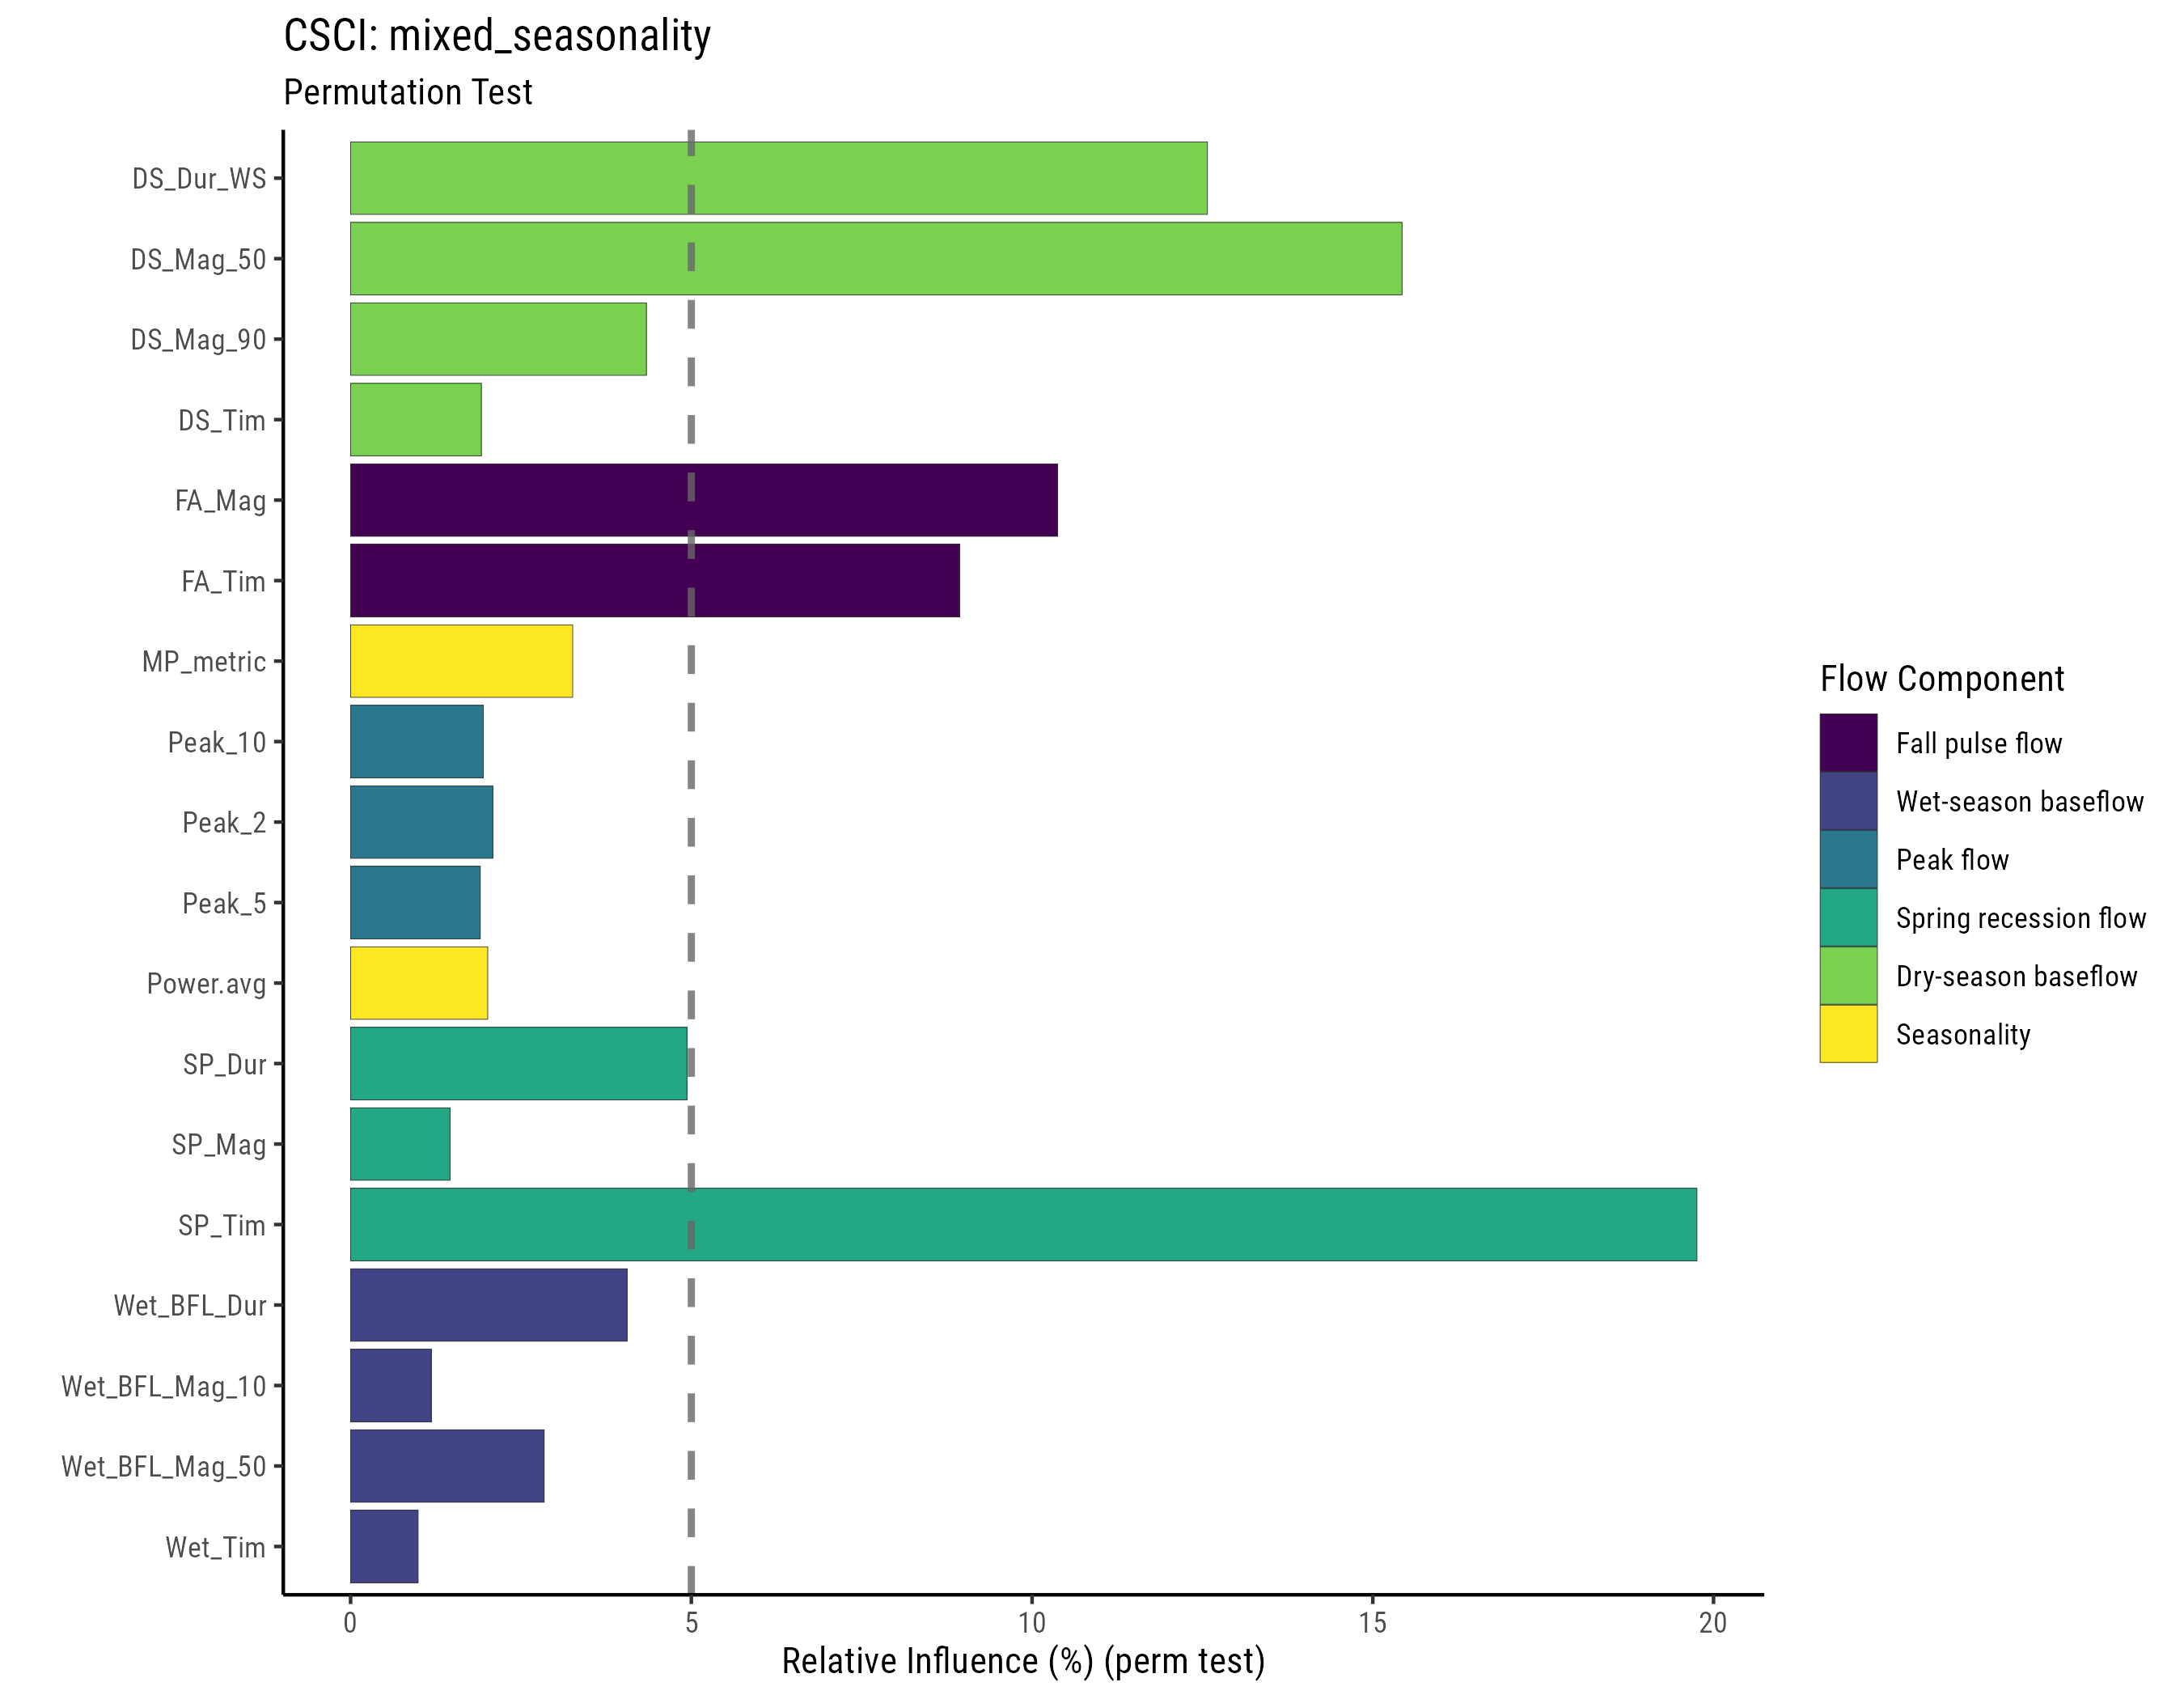 CSCI: mixed_seasonality
Permutation Test
DS_Dur_WS
DS_Mag_50
DS_Mag_90
DS_Tim
FA_Mag
FA_Tim
MP_metric
Peak_10
Peak_2
Peak_5
Power.avg
SP_Dur
SP_Mag
SP_Tim
Wet_BFL_Dur
Wet_BFL_Mag_10
Wet_BFL_Mag_50
Wet_Tim
0 5 10 15 20
Relative Influence (%) (perm test)
Flow Component
Fall pulse flow
Wet-season baseflow
Peak flow
Spring recession flow
Dry-season baseflow
Seasonality